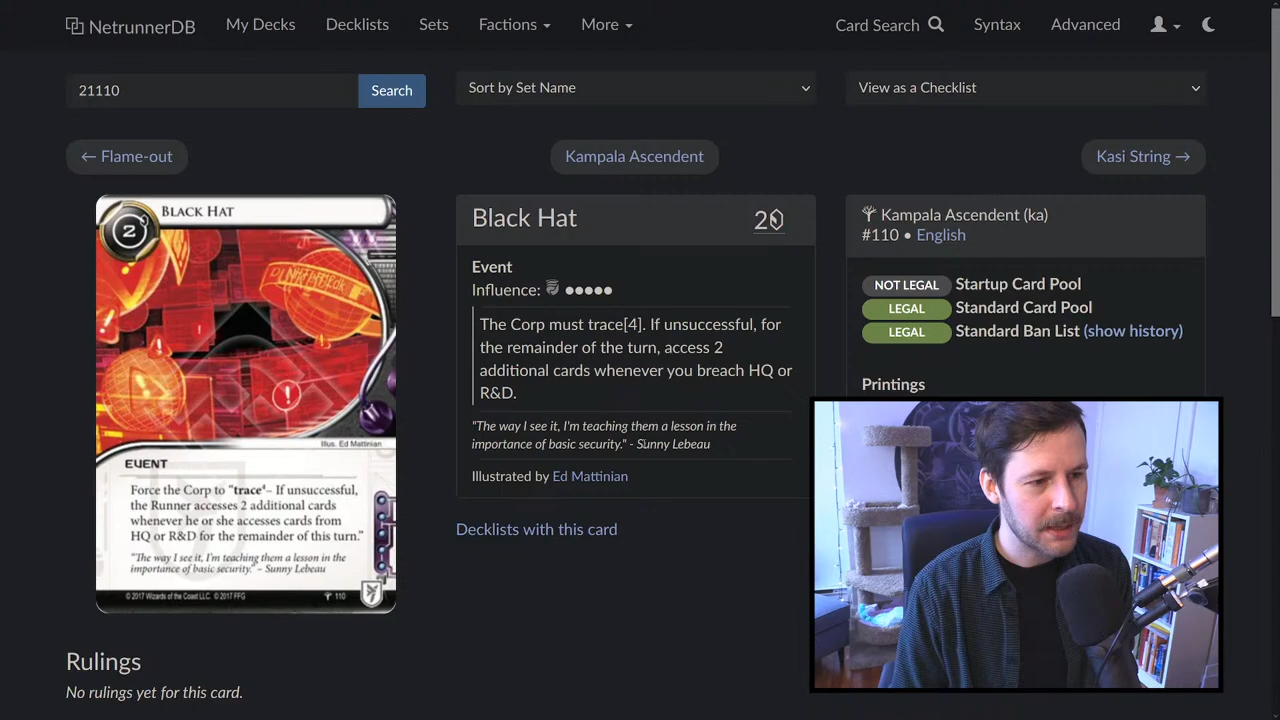 NetrunnerDB
My Decks
Decklists
Sets
Factions
More
Card Search
Syntax
Advanced
21110
Search
Sort by Set Name
View as a Checklist
← Flame-out
Kampala Ascendent
Kasi String →
2
BLACK HAT
Illus. Ed Mattinian
EVENT
Force the Corp to "trace⁴– If unsuccessful,
the Runner accesses 2 additional cards
whenever he or she accesses cards from
HQ or R&D for the remainder of this turn."
"The way I see it, I'm teaching them a lesson in the
importance of basic security." – Sunny Lebeau
© 2017 Wizards of the Coast LLC. © 2017 FFG
110
Black Hat
2
Event
Influence:
The Corp must trace[4]. If unsuccessful, for
the remainder of the turn, access 2
additional cards whenever you breach HQ or
R&D.
"The way I see it, I'm teaching them a lesson in the
importance of basic security." - Sunny Lebeau
Illustrated by Ed Mattinian
Decklists with this card
Kampala Ascendent (ka)
#110 • English
NOT LEGAL Startup Card Pool
LEGAL Standard Card Pool
LEGAL Standard Ban List (show history)
Printings
Rulings
No rulings yet for this card.